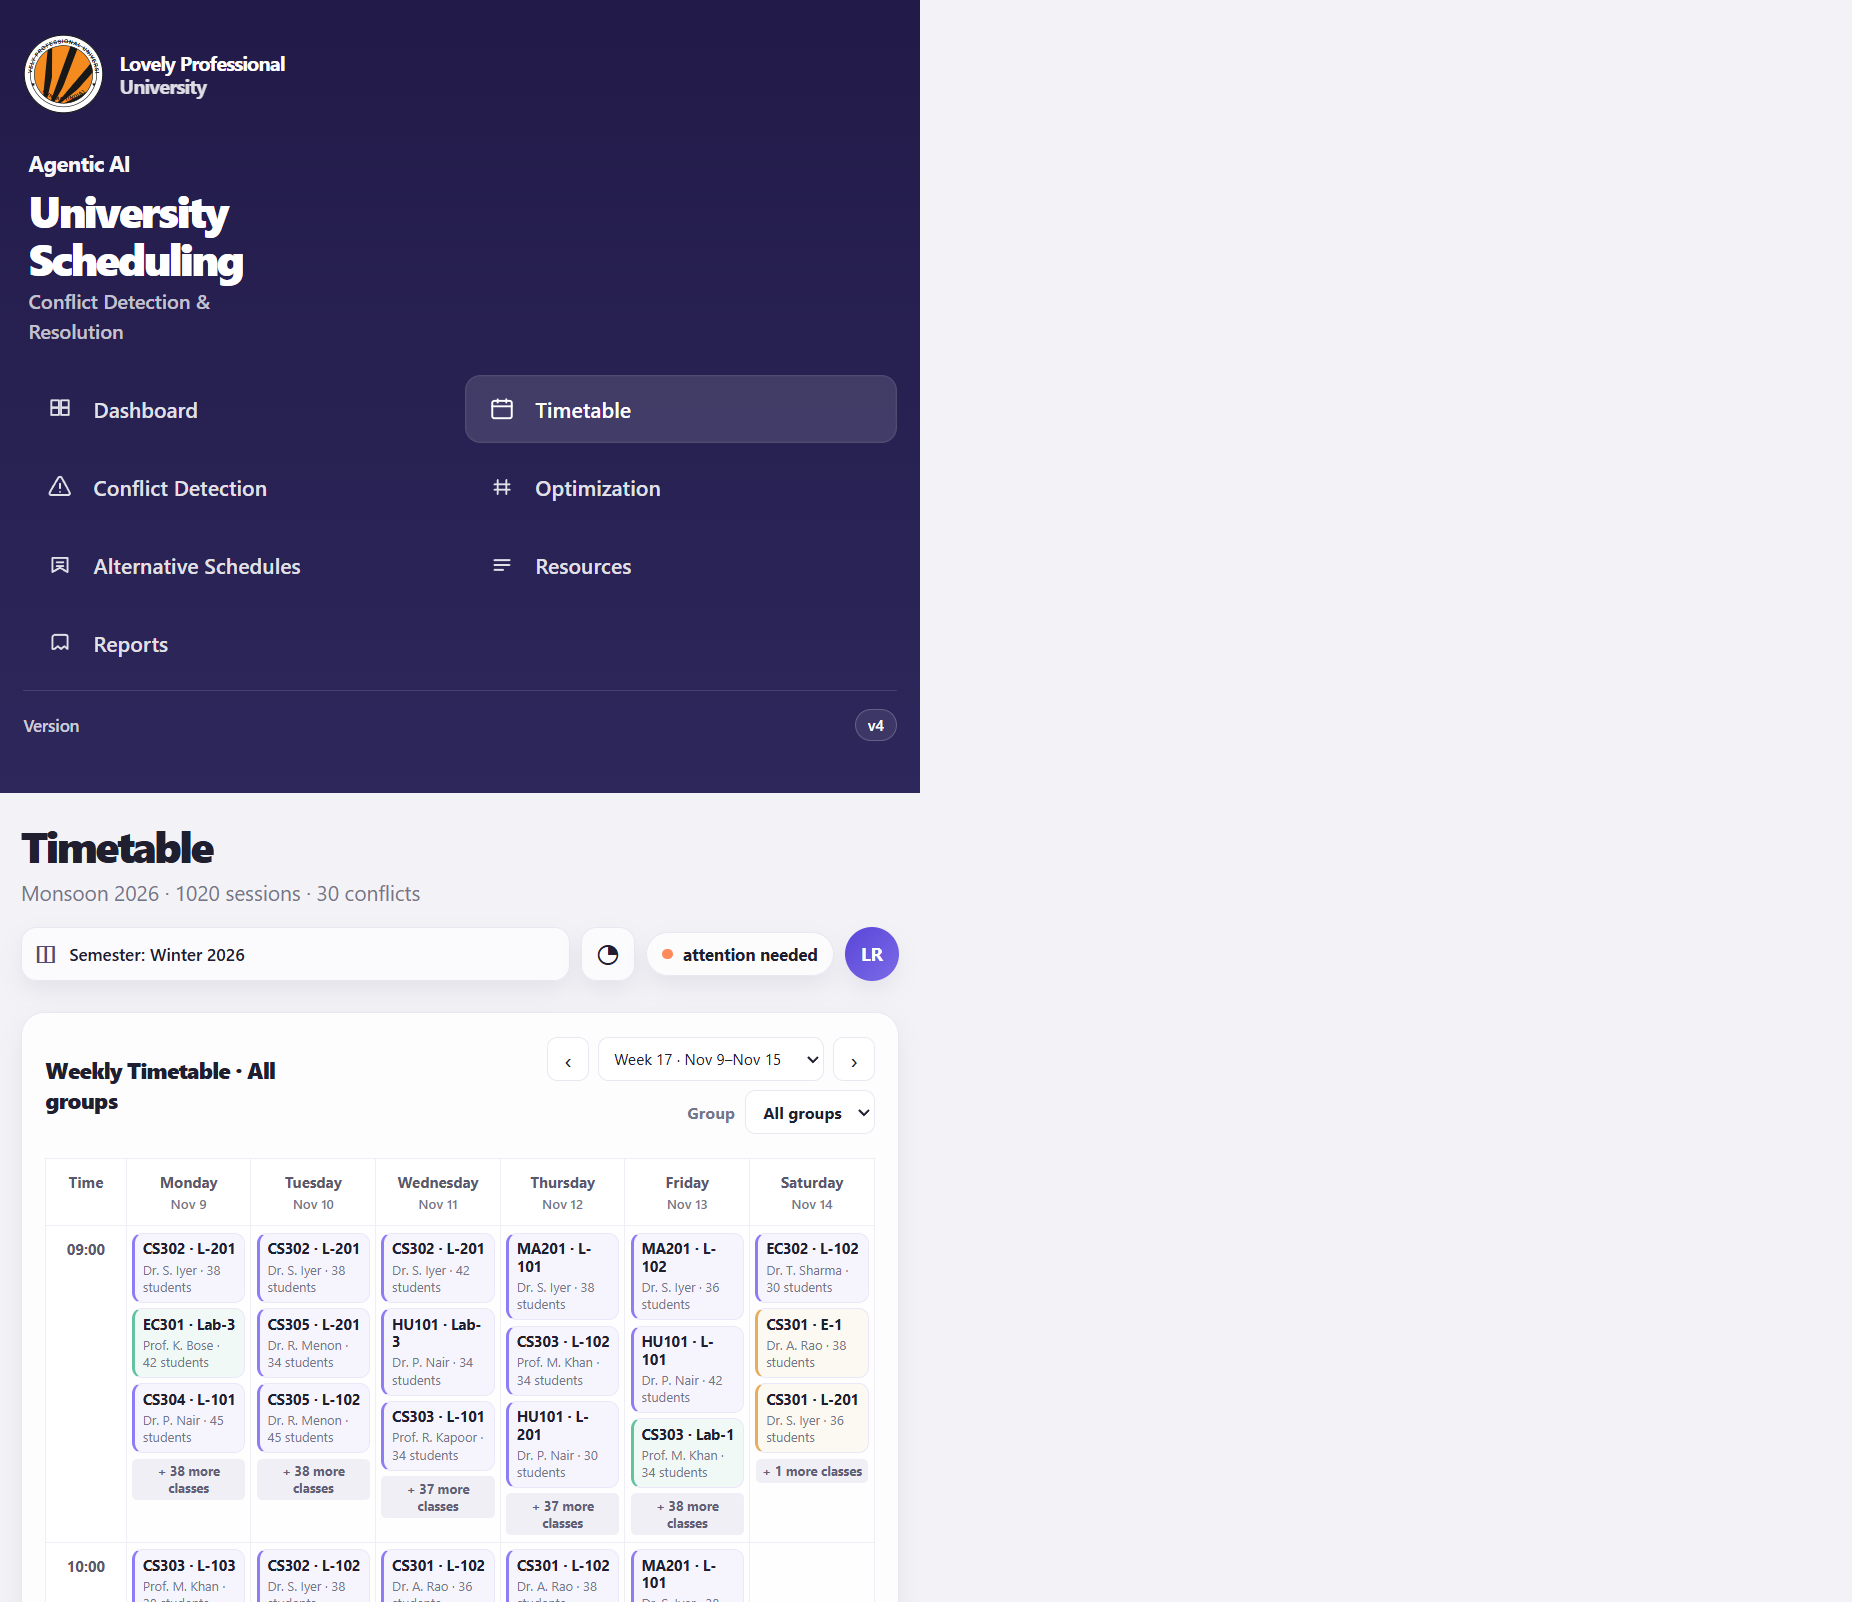 Lovely Professional
University
Agentic AI
University
Scheduling
Conflict Detection &
Resolution
Dashboard
Timetable
Conflict Detection
Optimization
Alternative Schedules
Resources
Reports
Version
v4
Timetable
Monsoon 2026 · 1020 sessions · 30 conflicts
Semester: Winter 2026
attention needed
LR
Weekly Timetable · All
groups
‹
Week 17 · Nov 9–Nov 15
›
Group
All groups
Time
Monday
Nov 9
Tuesday
Nov 10
Wednesday
Nov 11
Thursday
Nov 12
Friday
Nov 13
Saturday
Nov 14
09:00
CS302 · L-201
Dr. S. Iyer · 38
students
EC301 · Lab-3
Prof. K. Bose ·
42 students
CS304 · L-101
Dr. P. Nair · 45
students
+ 38 more
classes
CS302 · L-201
Dr. S. Iyer · 38
students
CS305 · L-201
Dr. R. Menon ·
34 students
CS305 · L-102
Dr. R. Menon ·
45 students
+ 38 more
classes
CS302 · L-201
Dr. S. Iyer · 42
students
HU101 · Lab-
3
Dr. P. Nair · 34
students
CS303 · L-101
Prof. R. Kapoor ·
34 students
+ 37 more
classes
MA201 · L-
101
Dr. S. Iyer · 38
students
CS303 · L-102
Prof. M. Khan ·
34 students
HU101 · L-
201
Dr. P. Nair · 30
students
+ 37 more
classes
MA201 · L-
102
Dr. S. Iyer · 36
students
HU101 · L-
101
Dr. P. Nair · 42
students
CS303 · Lab-1
Prof. M. Khan ·
34 students
+ 38 more
classes
EC302 · L-102
Dr. T. Sharma ·
30 students
CS301 · E-1
Dr. A. Rao · 38
students
CS301 · L-201
Dr. S. Iyer · 36
students
+ 1 more classes
10:00
CS303 · L-103
Prof. M. Khan ·
CS302 · L-102
Dr. S. Iyer · 38
CS301 · L-102
Dr. A. Rao · 36
CS301 · L-102
Dr. A. Rao · 38
MA201 · L-
101